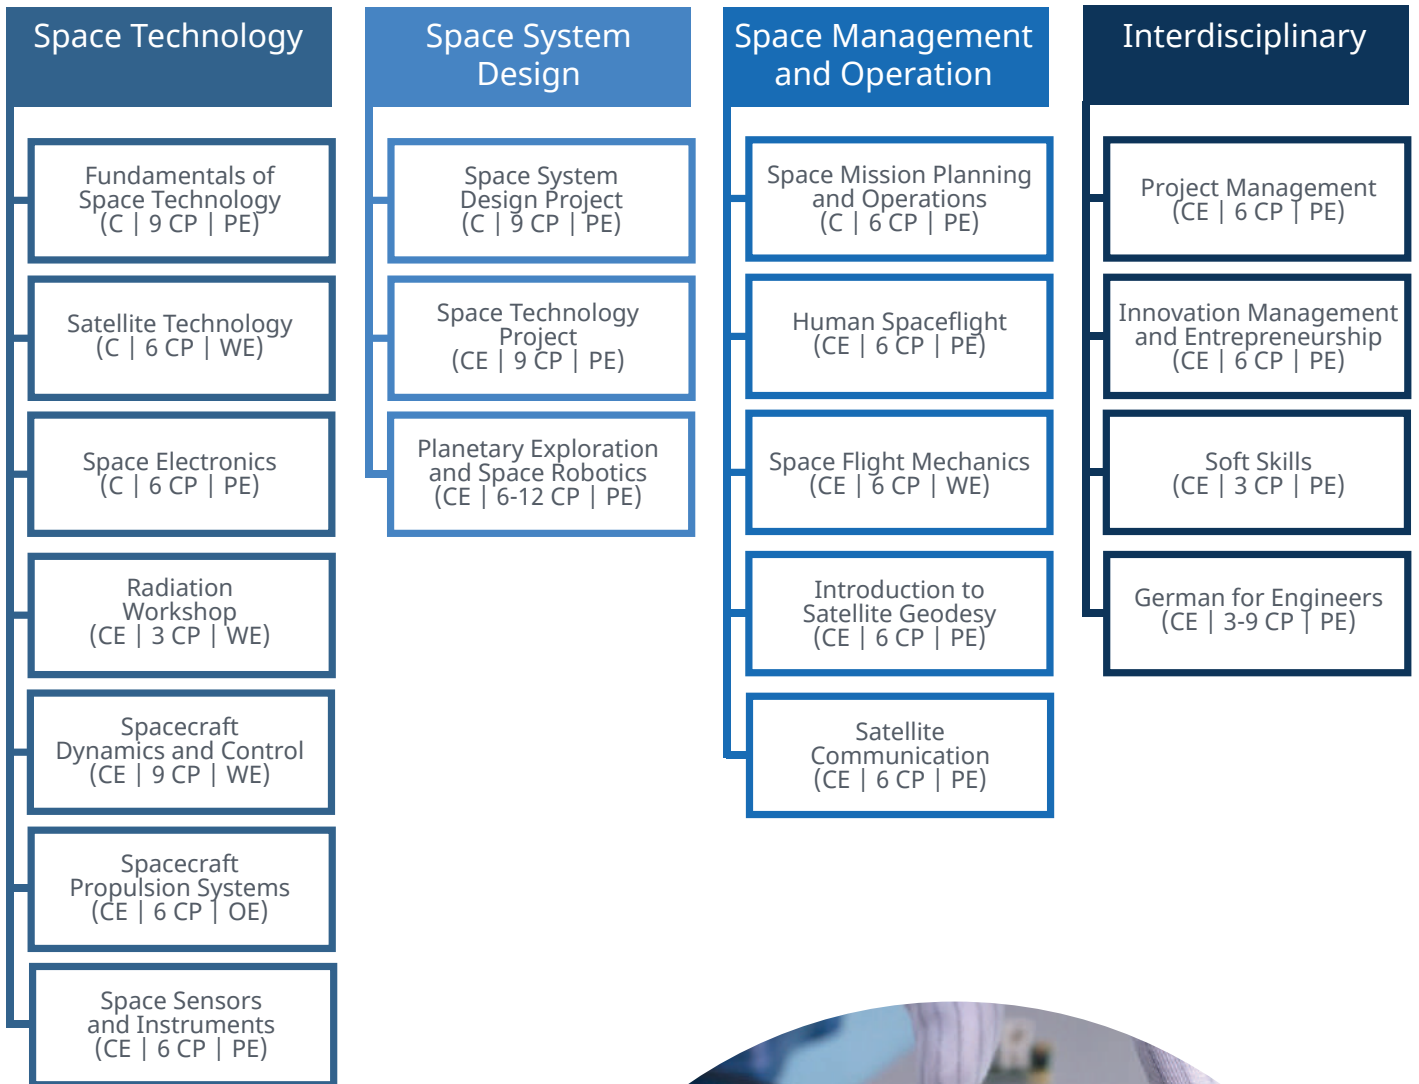 Space Technology
Fundamentals of
Space Technology
(C | 9 CP | PE)
Satellite Technology
(C | 6 CP | WE)
Space Electronics
(C | 6 CP | PE)
Radiation
Workshop
(CE | 3 CP | WE)
Spacecraft
Dynamics and Control
(CE | 9 CP | WE)
Spacecraft
Propulsion Systems
(CE | 6 CP | OE)
Space Sensors
and Instruments
(CE | 6 CP | PE)
Space System
Design
Space System
Design Project
(C | 9 CP | PE)
Space Technology
Project
(CE | 9 CP | PE)
Planetary Exploration
and Space Robotics
(CE | 6-12 CP | PE)
Space Management
and Operation
Space Mission Planning
and Operations
(C | 6 CP | PE)
Human Spaceflight
(CE | 6 CP | PE)
Space Flight Mechanics
(CE | 6 CP | WE)
Introduction to
Satellite Geodesy
(CE | 6 CP | PE)
Satellite
Communication
(CE | 6 CP | PE)
Interdisciplinary
Project Management
(CE | 6 CP | PE)
Innovation Management
and Entrepreneurship
(CE | 6 CP | PE)
Soft Skills
(CE | 3 CP | PE)
German for Engineers
(CE | 3-9 CP | PE)